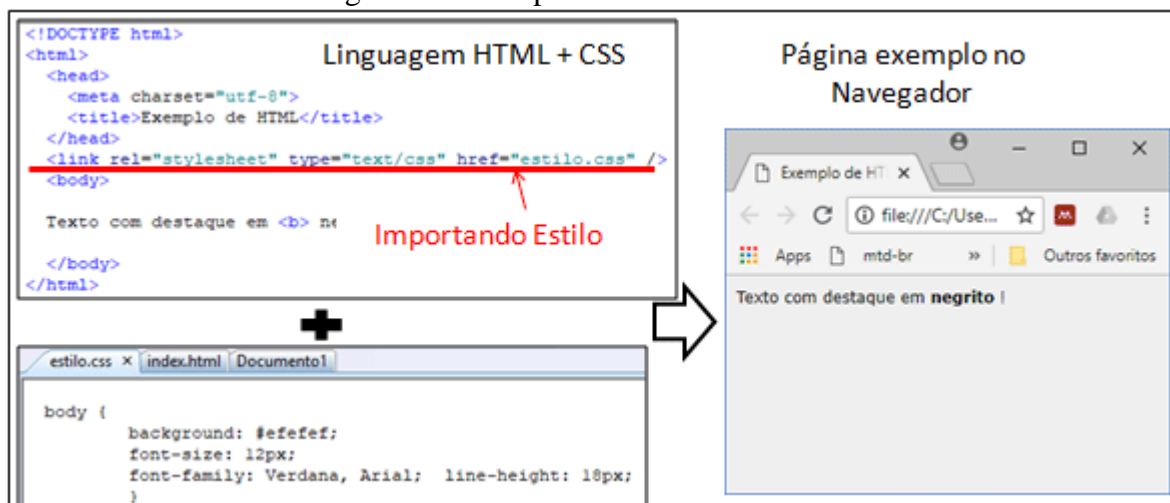 <!DOCTYPE html>
<html>
<head>
<meta charset="utf-8">
<title>Exemplo de HTML</title>
</head>
<link rel="stylesheet" type="text/css" href="estilo.css" />
<body>
Texto com destaque em <b>
</body>
</html>
Linguagem HTML + CSS
Importando Estilo
estilo.css × index.html Documento1
body {
background: #efefef;
font-size: 12px;
font-family: Verdana, Arial; line-height: 18px;
}
Página exemplo no
Navegador
Exemplo de HT ×
file:///C:/Use...
Apps mtd-br » Outros favoritos
Texto com destaque em negrito !